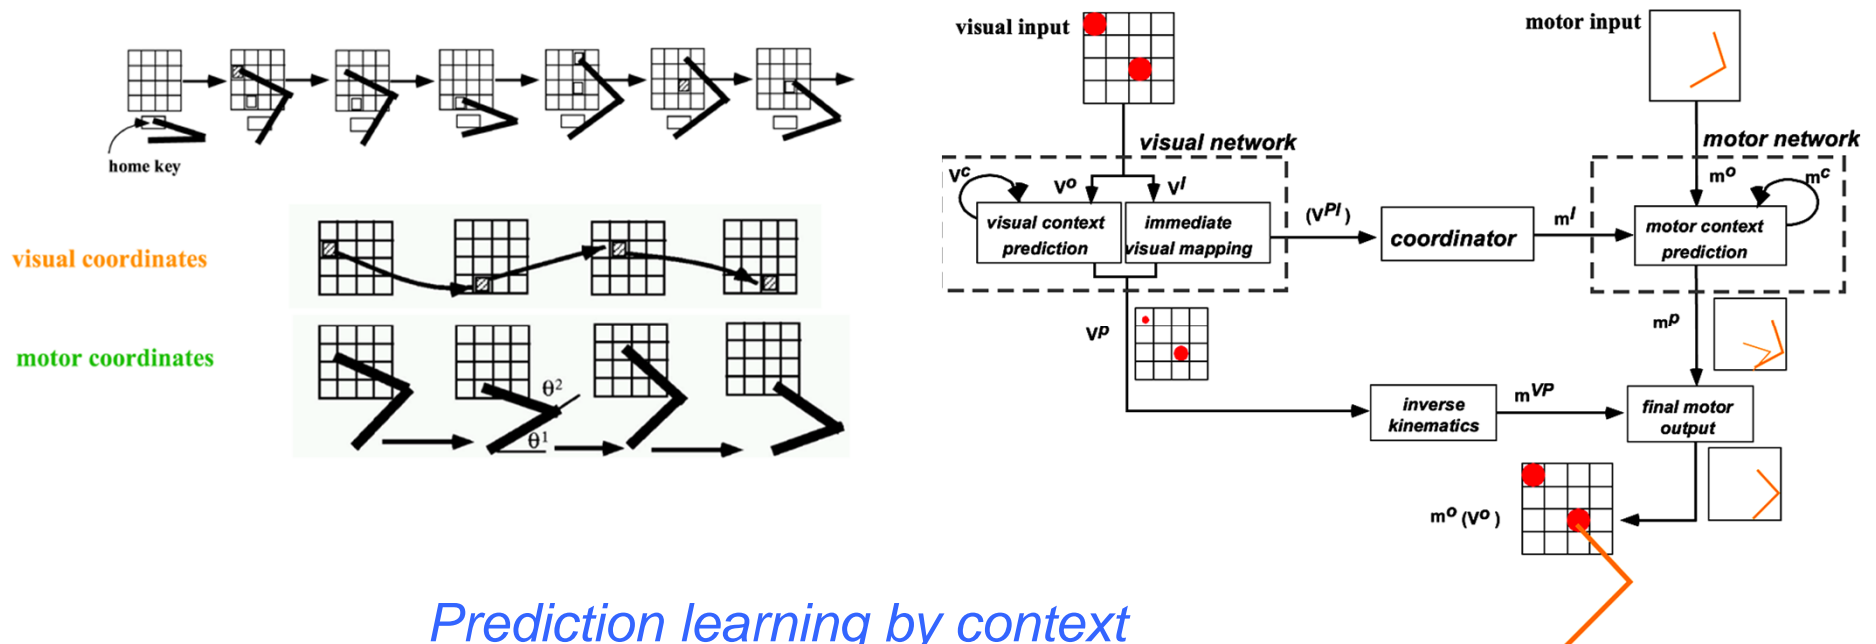 home key
visual coordinates
motor coordinates
θ2
θ1
visual input
motor input
visual network
motor network
Vc
Vo
VI
mo
mc
visual context
prediction
immediate
visual mapping
(VPI)
coordinator
mI
motor context
prediction
Vp
mp
inverse
kinematics
mVP
final motor
output
mo (Vo)
Prediction learning by context